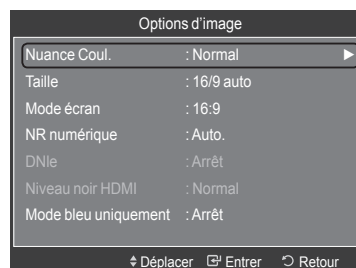 Options d'image
Nuance Coul. : Normal
Taille : 16/9 auto
Mode écran : 16:9
NR numérique : Auto.
DNIe : Arrêt
Niveau noir HDMI : Normal
Mode bleu uniquement : Arrêt
Déplacer Entrer Retour